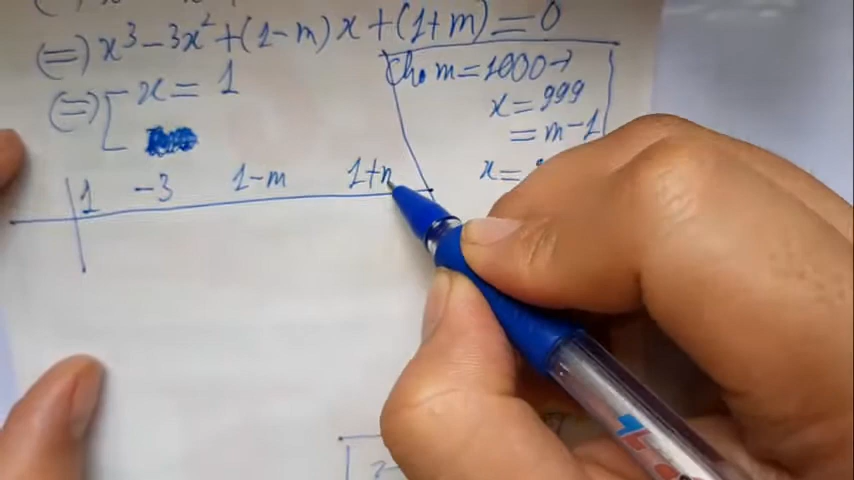 (=) x³-3x²+(1-m)x+(1+m)=0
(=) [ x = 1
Cho m=1000→
x=999
=m-1
x=
1 -3 1-m 1+m